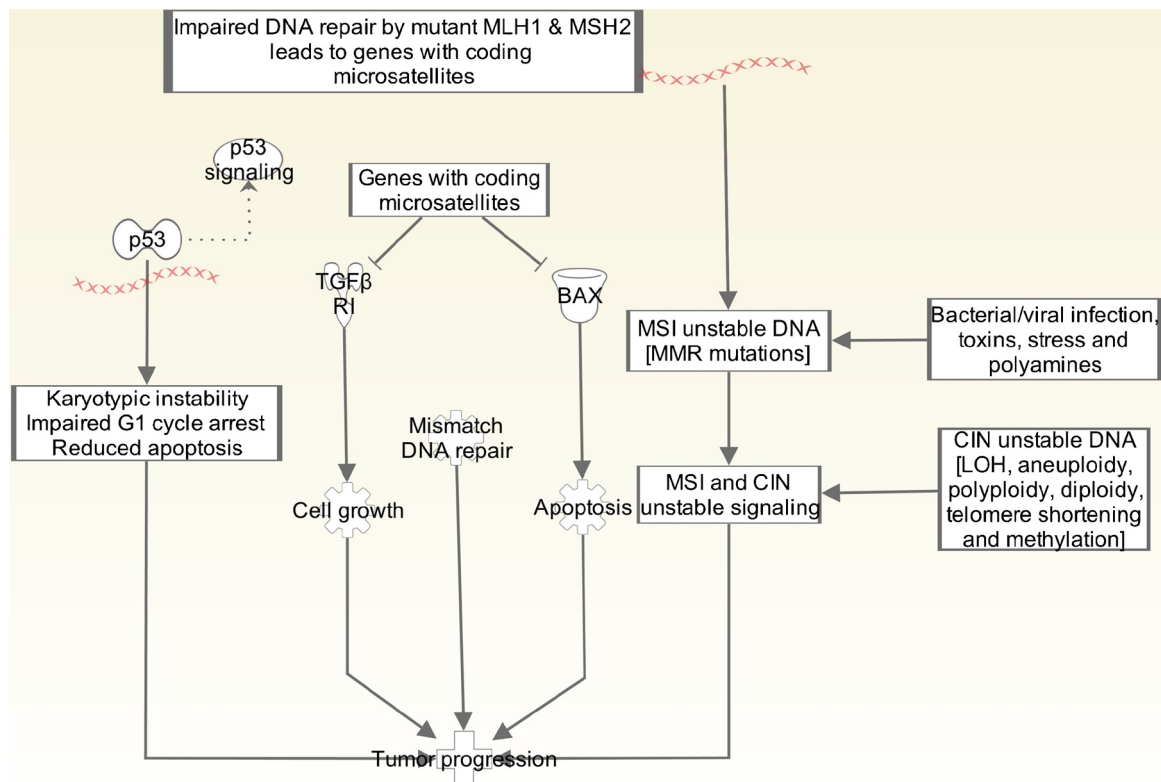 Impaired DNA repair by mutant MLH1 & MSH2
leads to genes with coding
microsatellites
p53
signaling
Genes with coding
microsatellites
p53
TGFβ
RI
BAX
MSI unstable DNA
[MMR mutations]
Bacterial/viral infection,
toxins, stress and
polyamines
Karyotypic instability
Impaired G1 cycle arrest
Reduced apoptosis
Mismatch
DNA repair
CIN unstable DNA
[LOH, aneuploidy,
polyploidy, diploidy,
telomere shortening
and methylation]
MSI and CIN
unstable signaling
Cell growth
Apoptosis
Tumor progression